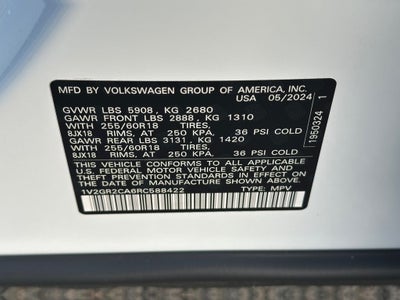 MFD. BY VOLKSWAGEN GROUP OF AMERICA, INC.
USA 05/2024
GVWR LBS 5908, KG 2680
GAWR FRONT LBS 2888, KG 1310
WITH 255/60R18 TIRES,
8JX18 RIMS, AT 250 KPA, 36 PSI COLD
GAWR REAR LBS 3131, KG 1420
WITH 255/60R18 TIRES,
8JX18 RIMS, AT 250 KPA, 36 PSI COLD
THIS VEHICLE CONFORMS TO ALL APPLICABLE
U.S. FEDERAL MOTOR VEHICLE SAFETY
AND THEFT PREVENTION STANDARDS IN EFFECT ON
THE DATE OF MANUFACTURE SHOWN ABOVE.
1V2GR2CA6RC588422 TYPE: MPV
1950324 1